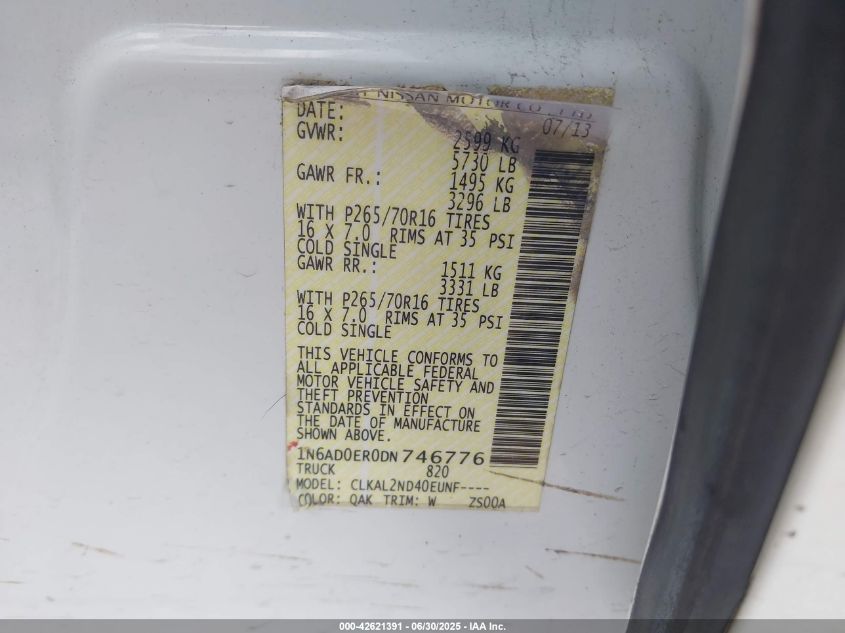 NISSAN MOTOR CO
DATE: 07/13
GVWR: 2599 KG
5730 LB
GAWR FR.: 1495 KG
3296 LB
WITH P265/70R16 TIRES
16 X 7.0 RIMS AT 35 PSI
COLD SINGLE
GAWR RR.: 1511 KG
3331 LB
WITH P265/70R16 TIRES
16 X 7.0 RIMS AT 35 PSI
COLD SINGLE
THIS VEHICLE CONFORMS TO
ALL APPLICABLE FEDERAL
MOTOR VEHICLE SAFETY AND
THEFT PREVENTION
STANDARDS IN EFFECT ON
THE DATE OF MANUFACTURE
SHOWN ABOVE.
1N6AD0ER0DN746776
TRUCK 820
MODEL: CLKAL2ND40EUNF----
COLOR: QAK TRIM: W ZS00A
000-42621391 - 06/30/2025 - IAA Inc.